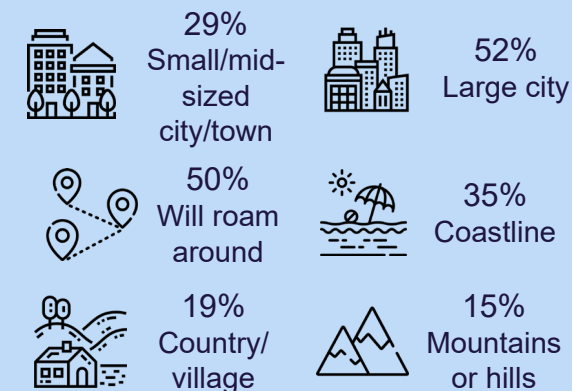 29%
Small/mid-
sized
city/town
52%
Large city
50%
Will roam
around
35%
Coastline
19%
Country/
village
15%
Mountains
or hills